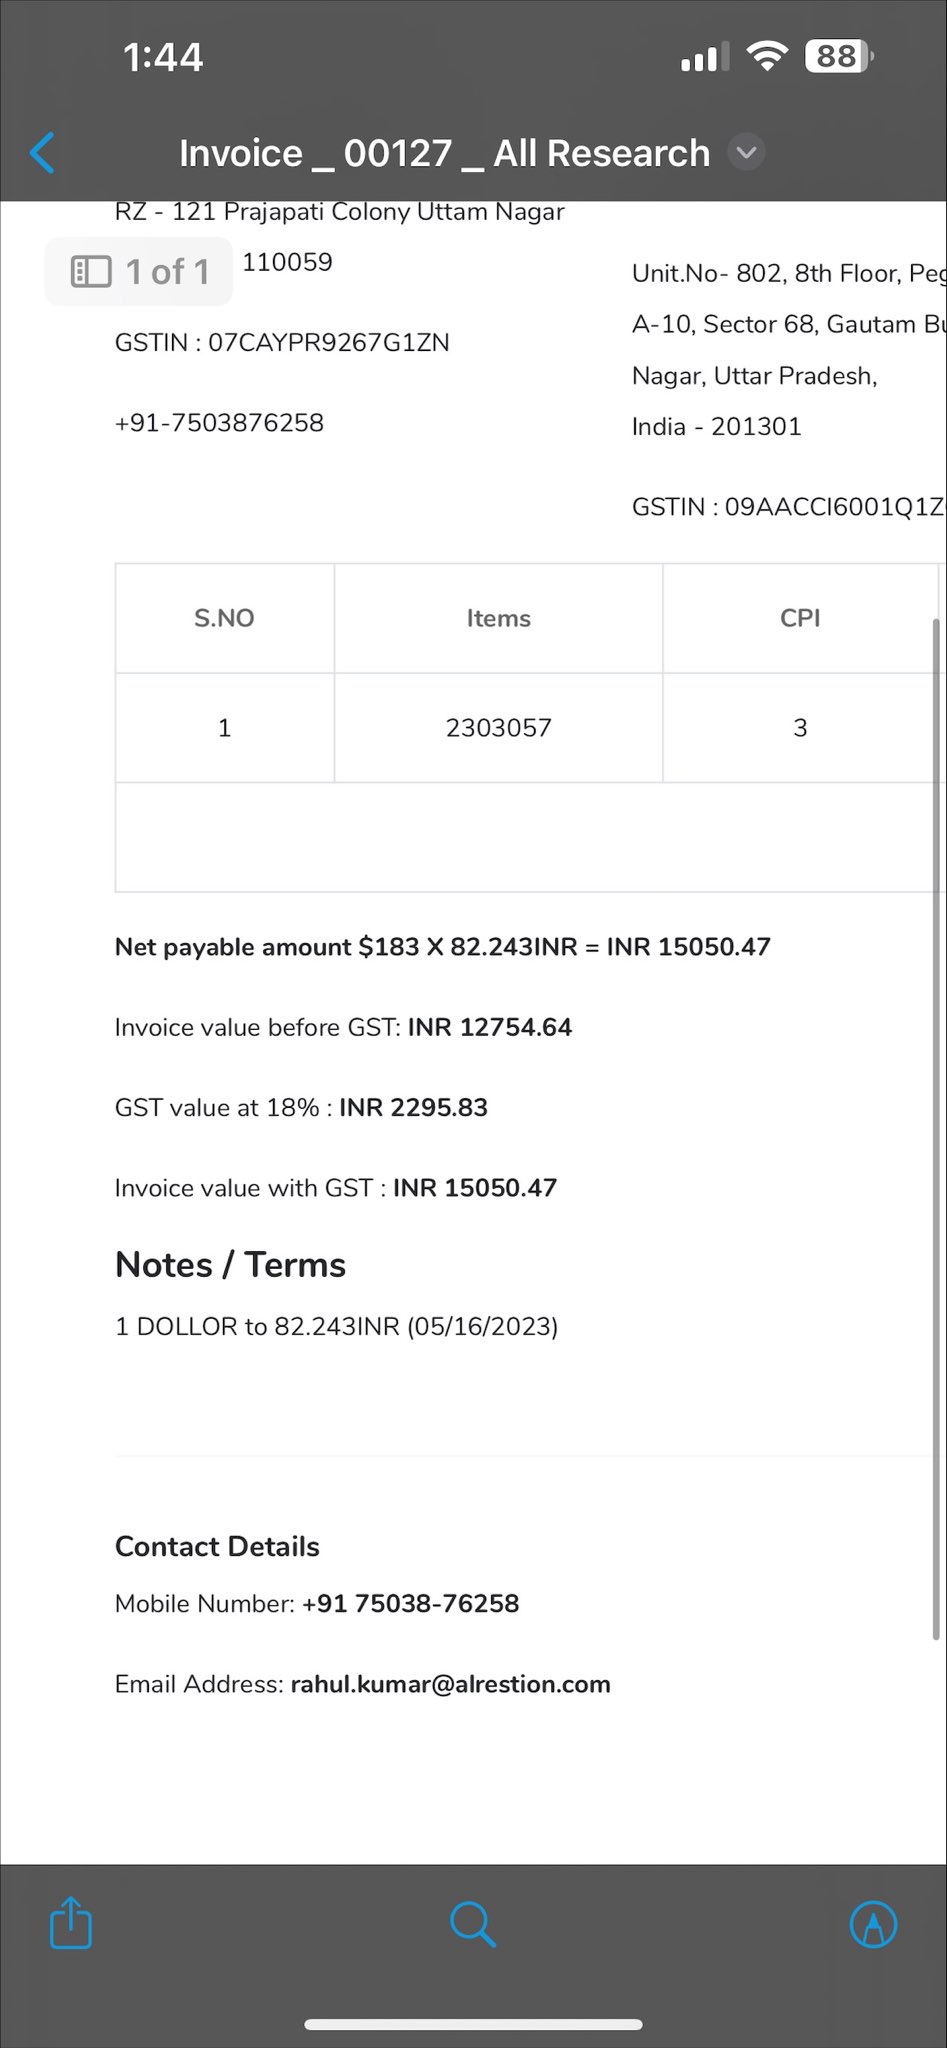 1:44
88
Invoice _ 00127 _ All Research
RZ - 121 Prajapati Colony Uttam Nagar
1 of 1
110059
GSTIN : 07CAYPR9267G1ZN
+91-7503876258
Unit.No- 802, 8th Floor,
A-10, Sector 68, Gautam
Nagar, Uttar Pradesh,
India - 201301
GSTIN : 09AACCI6001Q1Z
S.NO Items CPI
1 2303057 3
Net payable amount $183 X 82.243INR = INR 15050.47
Invoice value before GST: INR 12754.64
GST value at 18% : INR 2295.83
Invoice value with GST : INR 15050.47
Notes / Terms
1 DOLLOR to 82.243INR (05/16/2023)
Contact Details
Mobile Number: +91 75038-76258
Email Address: rahul.kumar@alrestion.com